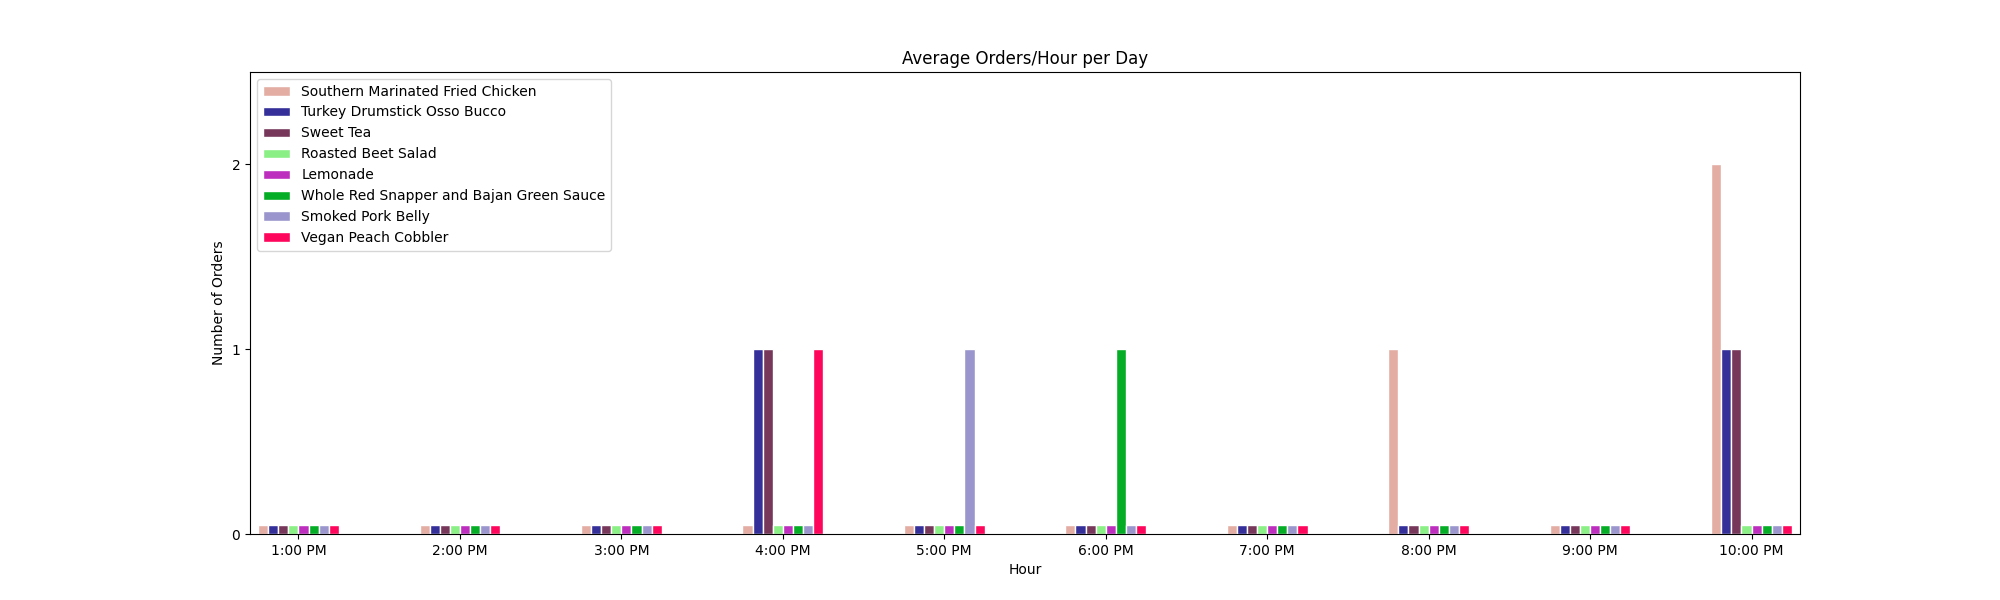 Average Orders/Hour per Day
Southern Marinated Fried Chicken
Turkey Drumstick Osso Bucco
Sweet Tea
Roasted Beet Salad
Lemonade
Whole Red Snapper and Bajan Green Sauce
Smoked Pork Belly
Vegan Peach Cobbler
Number of Orders
2
1
0
1:00 PM 2:00 PM 3:00 PM 4:00 PM 5:00 PM 6:00 PM 7:00 PM 8:00 PM 9:00 PM 10:00 PM
Hour